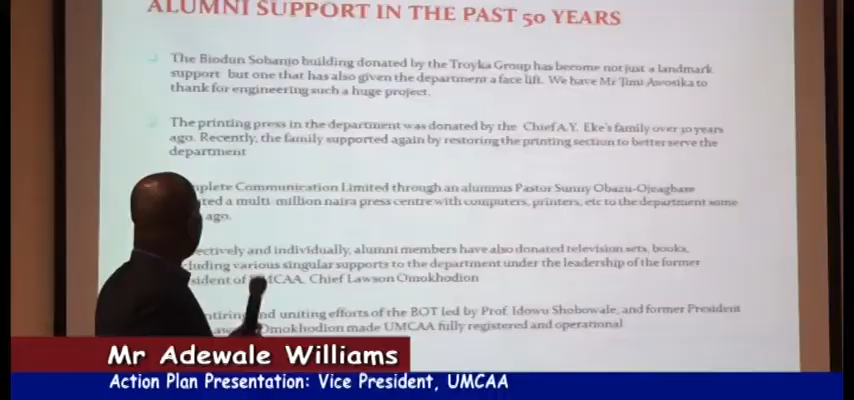 ALUMNI SUPPORT IN THE PAST 50 YEARS
The Biodun Sobanjo building donated by the Troyka Group has become not just a landmark
support but one that has also given the department a face lift. We have Mr Jimi Awosika to
thank for engineering such a huge project.
The printing press in the department was donated by the Chief A.Y. Eke's family over 10 years
ago. Recently, the family supported again by restoring the printing section to better serve the
department
plete Communication Limited through an alumnus Pastor Sunny Obazu-Ojeagbase
ted a multi million naira press centre with computers, printers, etc to the department some
ago.
ectively and individually, alumni members have also donated television sets, books,
luding various singular supports to the department under the leadership of the former
sident of UMCAA, Chief Lawson Omokhodion
ntiring and uniting efforts of the BOT led by Prof. Idowu Shobowale, and former President
Omokhodion made UMCAA fully registered and operational
Mr Adewale Williams
Action Plan Presentation: Vice President, UMCAA